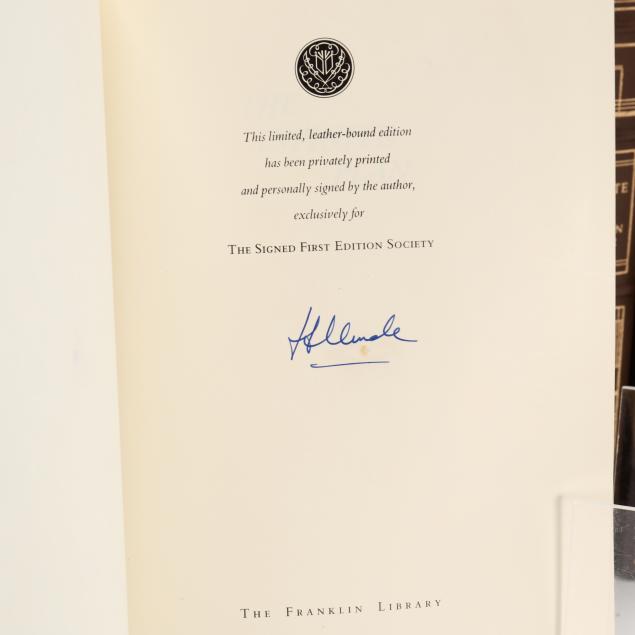 This limited, leather-bound edition
has been privately printed
and personally signed by the author,
exclusively for
THE SIGNED FIRST EDITION SOCIETY
THE FRANKLIN LIBRARY